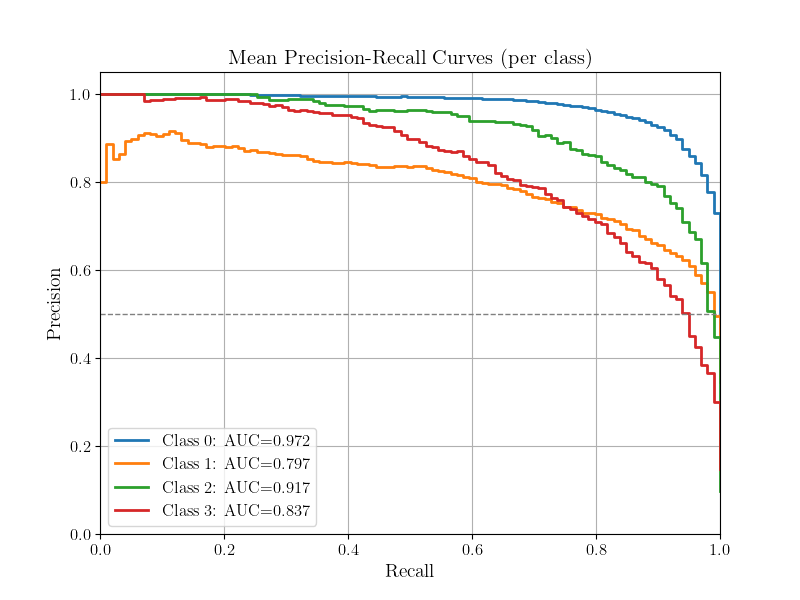 Mean Precision-Recall Curves (per class)
1.0
0.8
0.6
0.4
0.2
0.0
Precision
Class 0: AUC=0.972
Class 1: AUC=0.797
Class 2: AUC=0.917
Class 3: AUC=0.837
0.0 0.2 0.4 0.6 0.8 1.0
Recall